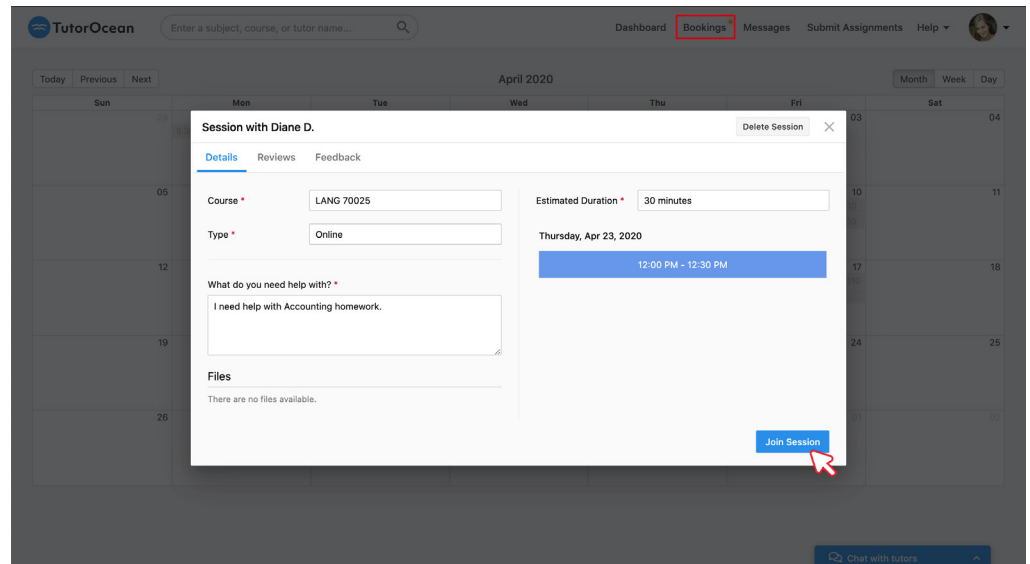 TutorOcean
Enter a subject, course, or tutor name...
Dashboard Bookings Messages Submit Assignments Help
Today Previous Next
April 2020
Month Week Day
Sun Mon Tue Wed Thu Fri Sat
03 04
Session with Diane D.
Delete Session
Details Reviews Feedback
05 10 11
Course * LANG 70025
Estimated Duration * 30 minutes
Type * Online
Thursday, Apr 23, 2020
12:00 PM - 12:30 PM
12 17 18
What do you need help with? *
I need help with Accounting homework.
19 24 25
Files
There are no files available.
26 01 02
Join Session
Chat with tutors